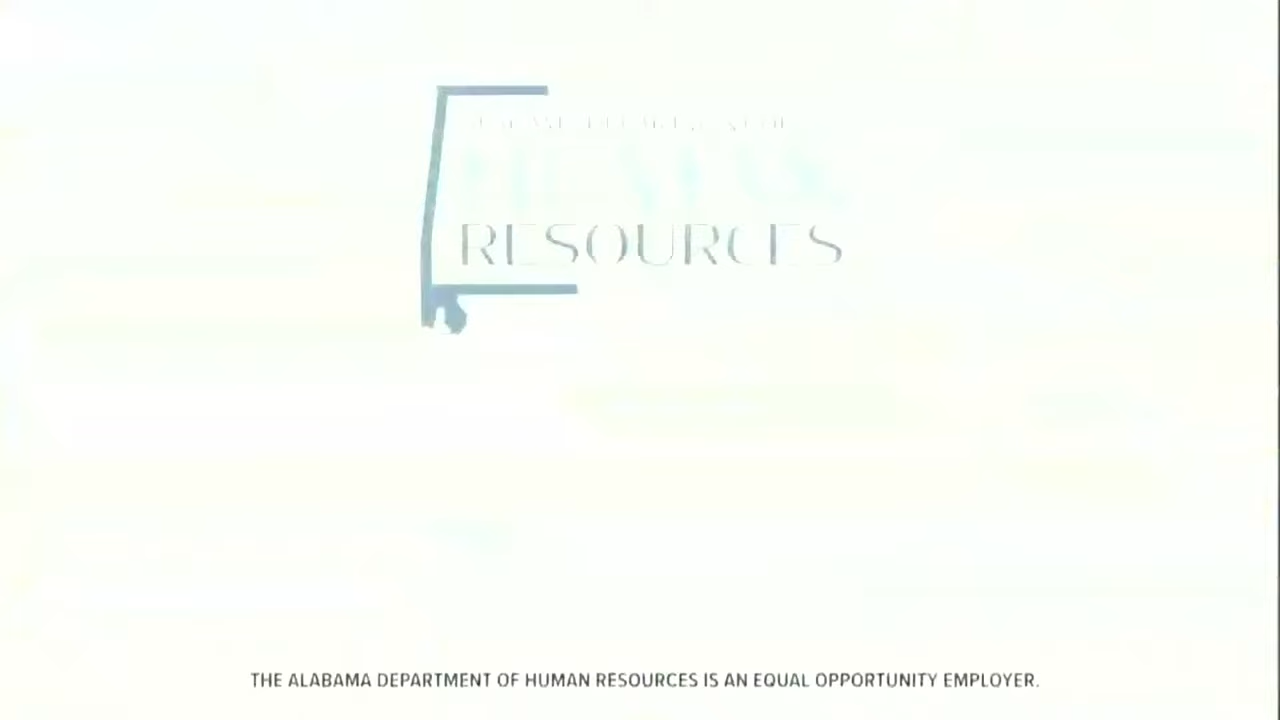 RESOURCES
THE ALABAMA DEPARTMENT OF HUMAN RESOURCES IS AN EQUAL OPPORTUNITY EMPLOYER.